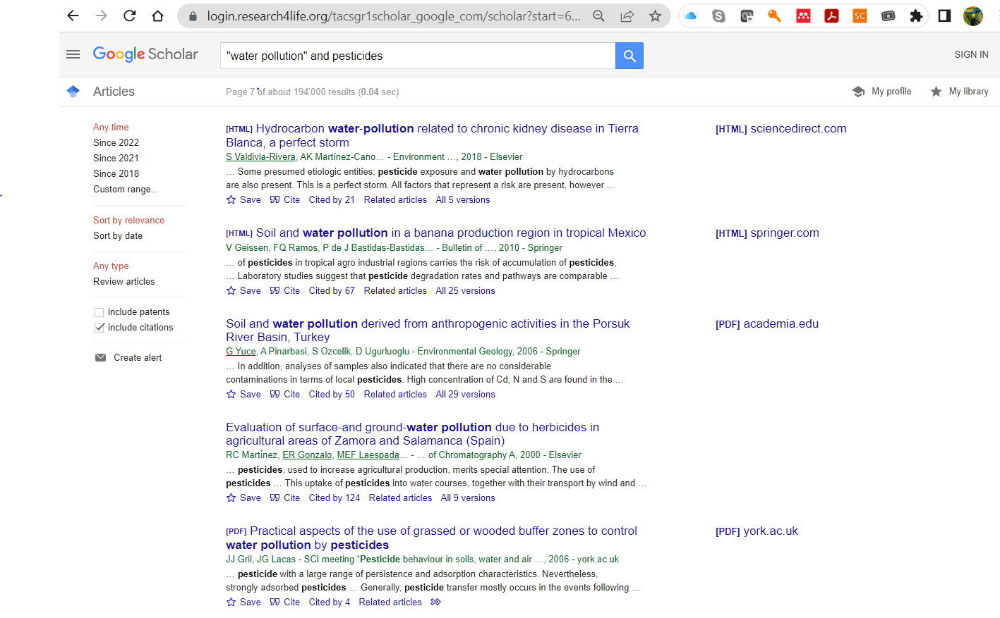 login.research4life.org/tacsgr1scholar_google_com/scholar?start=6...
Google Scholar
"water pollution" and pesticides
SIGN IN
Articles
Page 7 of about 194'000 results (0.04 sec)
My profile
My library
Any time
Since 2022
Since 2021
Since 2018
Custom range...
Sort by relevance
Sort by date
Any type
Review articles
include patents
include citations
Create alert
[HTML] Hydrocarbon water-pollution related to chronic kidney disease in Tierra
Blanca, a perfect storm
S Valdivia-Rivera, AK Martínez-Cano… - Environment …, 2018 - Elsevier
… Some presumed etiologic entities; pesticide exposure and water pollution by hydrocarbons
are also present. This is a perfect storm. All factors that represent a risk are present, however …
Save Cite Cited by 21 Related articles All 5 versions
[HTML] sciencedirect.com
[HTML] Soil and water pollution in a banana production region in tropical Mexico
V Geissen, FQ Ramos, P de J Bastidas-Bastidas… - Bulletin of …, 2010 - Springer
… of pesticides in tropical agro industrial regions carries the risk of accumulation of pesticides,
… Laboratory studies suggest that pesticide degradation rates and pathways are comparable …
Save Cite Cited by 67 Related articles All 25 versions
[HTML] springer.com
Soil and water pollution derived from anthropogenic activities in the Porsuk
River Basin, Turkey
G Yuce, A Pinarbasi, S Ozcelik, D Ugurluoglu - Environmental Geology, 2006 - Springer
… In addition, analyses of samples also indicated that there are no considerable
contaminations in terms of local pesticides. High concentration of Cd, N and S are found in the …
Save Cite Cited by 50 Related articles All 29 versions
[PDF] academia.edu
Evaluation of surface-and ground-water pollution due to herbicides in
agricultural areas of Zamora and Salamanca (Spain)
RC Martínez, ER Gonzalo, MEF Laespada… - … of Chromatography A, 2000 - Elsevier
… pesticides, used to increase agricultural production, merits special attention. The use of
pesticides … This uptake of pesticides into water courses, together with their transport by wind and …
Save Cite Cited by 124 Related articles All 9 versions
[PDF] Practical aspects of the use of grassed or wooded buffer zones to control
water pollution by pesticides
JJ Gril, JG Lacas - SCI meeting “Pesticide behaviour in soils, water and air …, 2006 - york.ac.uk
… pesticide with a large range of persistence and adsorption characteristics. Nevertheless,
strongly adsorbed pesticides … Generally, pesticide transfer mostly occurs in the events following …
Save Cite Cited by 4 Related articles
[PDF] york.ac.uk